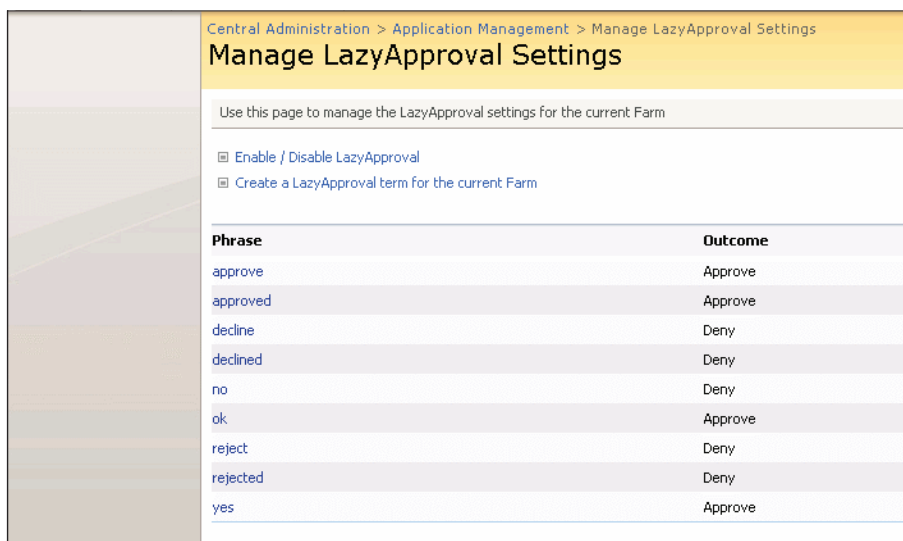 Central Administration > Application Management > Manage LazyApproval Settings
Manage LazyApproval Settings
Use this page to manage the LazyApproval settings for the current Farm
Enable / Disable LazyApproval
Create a LazyApproval term for the current Farm
Phrase Outcome
approve Approve
approved Approve
decline Deny
declined Deny
no Deny
ok Approve
reject Deny
rejected Deny
yes Approve